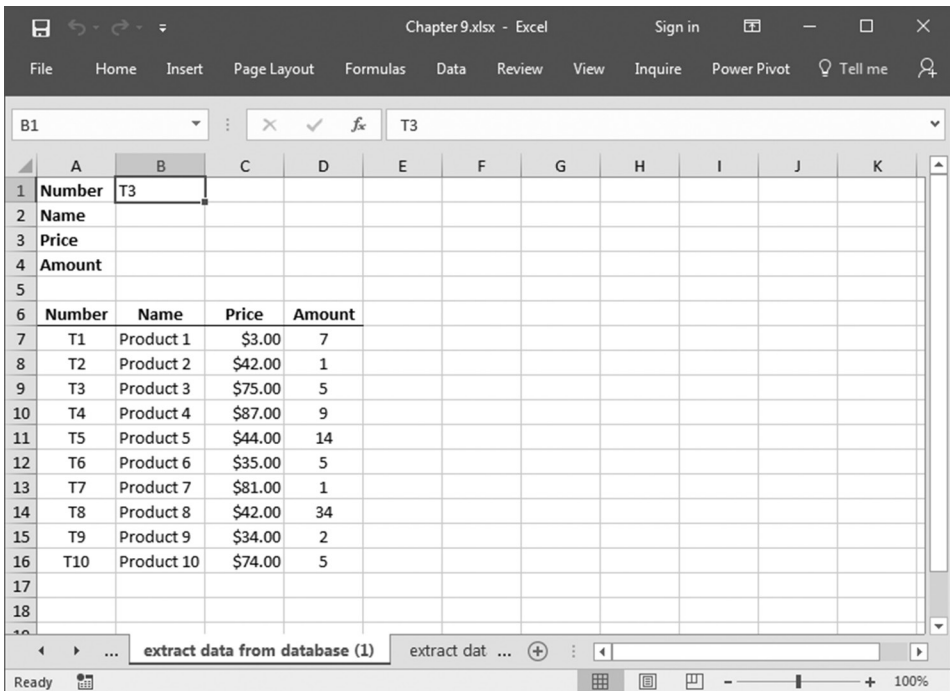 Chapter 9.xlsx - Excel Sign in
File Home Insert Page Layout Formulas Data Review View Inquire Power Pivot Tell me
B1 fx T3
A B C D E F G H I J K
1 Number T3
2 Name
3 Price
4 Amount
5
6 Number Name Price Amount
7 T1 Product 1 $3.00 7
8 T2 Product 2 $42.00 1
9 T3 Product 3 $75.00 5
10 T4 Product 4 $87.00 9
11 T5 Product 5 $44.00 14
12 T6 Product 6 $35.00 5
13 T7 Product 7 $81.00 1
14 T8 Product 8 $42.00 34
15 T9 Product 9 $34.00 2
16 T10 Product 10 $74.00 5
17
18
... extract data from database (1) extract dat ...
Ready 100%